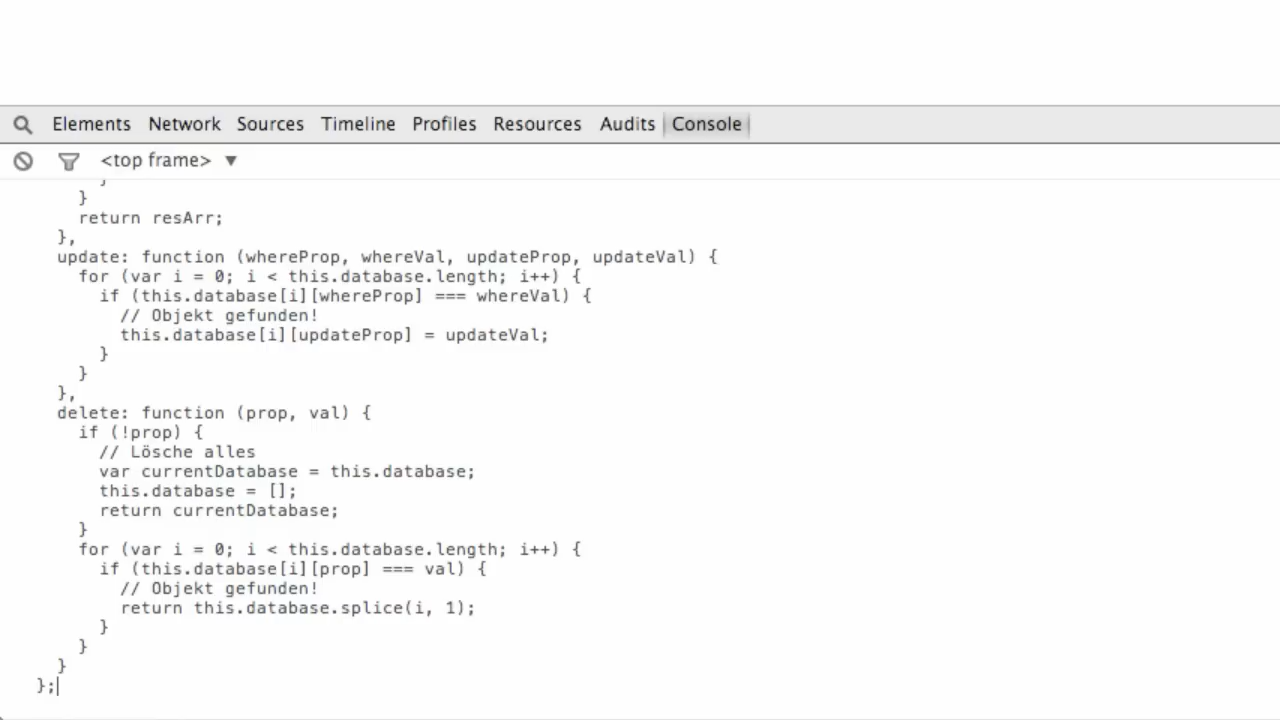 Elements Network Sources Timeline Profiles Resources Audits Console
<top frame> ▼
}
}
return resArr;
},
update: function (whereProp, whereVal, updateProp, updateVal) {
for (var i = 0; i < this.database.length; i++) {
if (this.database[i][whereProp] === whereVal) {
// Objekt gefunden!
this.database[i][updateProp] = updateVal;
}
}
},
delete: function (prop, val) {
if (!prop) {
// Lösche alles
var currentDatabase = this.database;
this.database = [];
return currentDatabase;
}
for (var i = 0; i < this.database.length; i++) {
if (this.database[i][prop] === val) {
// Objekt gefunden!
return this.database.splice(i, 1);
}
}
}
};